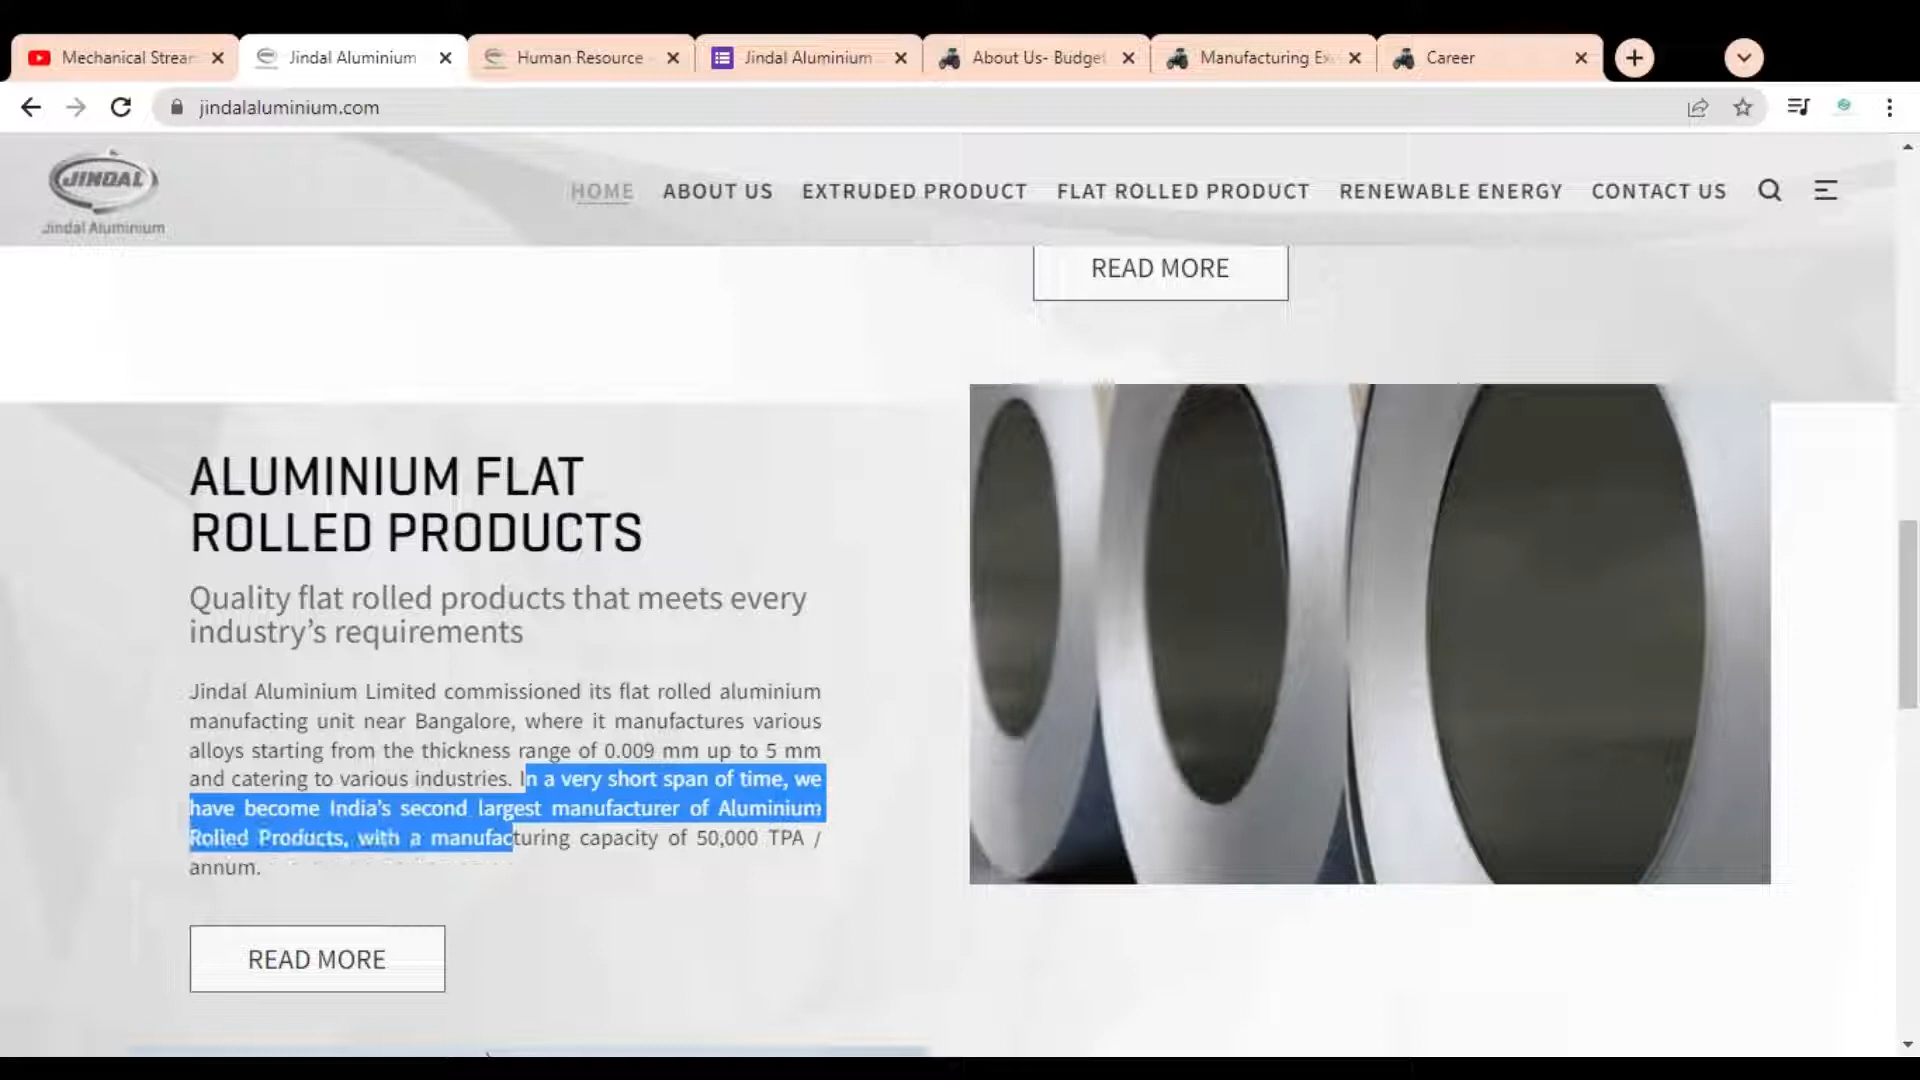 Mechanical Strea
Jindal Aluminium
Human Resource
Jindal Aluminium
About Us- Budget
Manufacturing Ex
Career
jindalaluminium.com
JINDAL
Jindal Aluminium
HOME
ABOUT US
EXTRUDED PRODUCT
FLAT ROLLED PRODUCT
RENEWABLE ENERGY
CONTACT US
READ MORE
ALUMINIUM FLAT
ROLLED PRODUCTS
Quality flat rolled products that meets every
industry’s requirements
Jindal Aluminium Limited commissioned its flat rolled aluminium
manufacting unit near Bangalore, where it manufactures various
alloys starting from the thickness range of 0.009 mm up to 5 mm
and catering to various industries. In a very short span of time, we
have become India’s second largest manufacturer of Aluminium
Rolled Products, with a manufacturing capacity of 50,000 TPA /
annum.
READ MORE